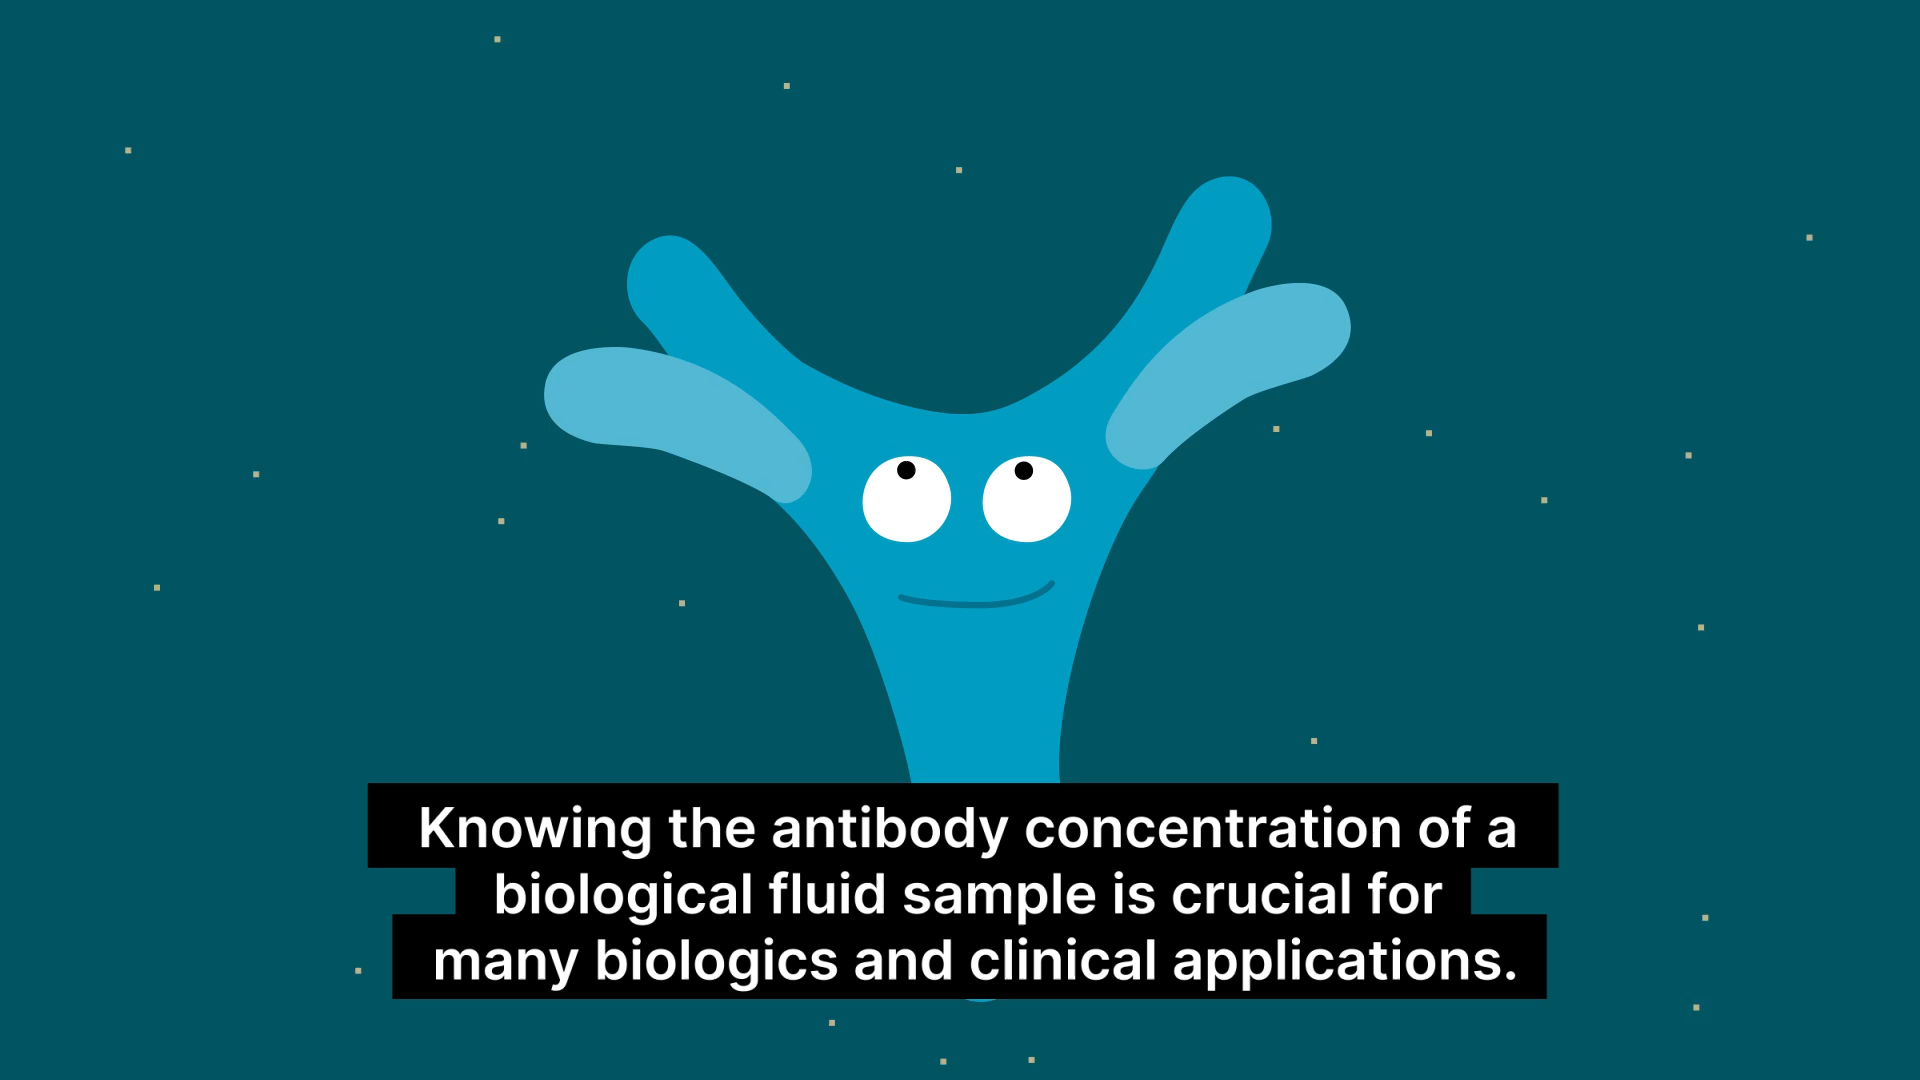 Knowing the antibody concentration of a
biological fluid sample is crucial for
many biologics and clinical applications.